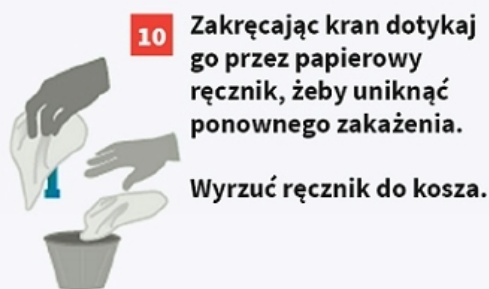 10
Zakręcając kran dotykaj
go przez papierowy
ręcznik, żeby uniknąć
ponownego zakażenia.
Wyrzuć ręcznik do kosza.